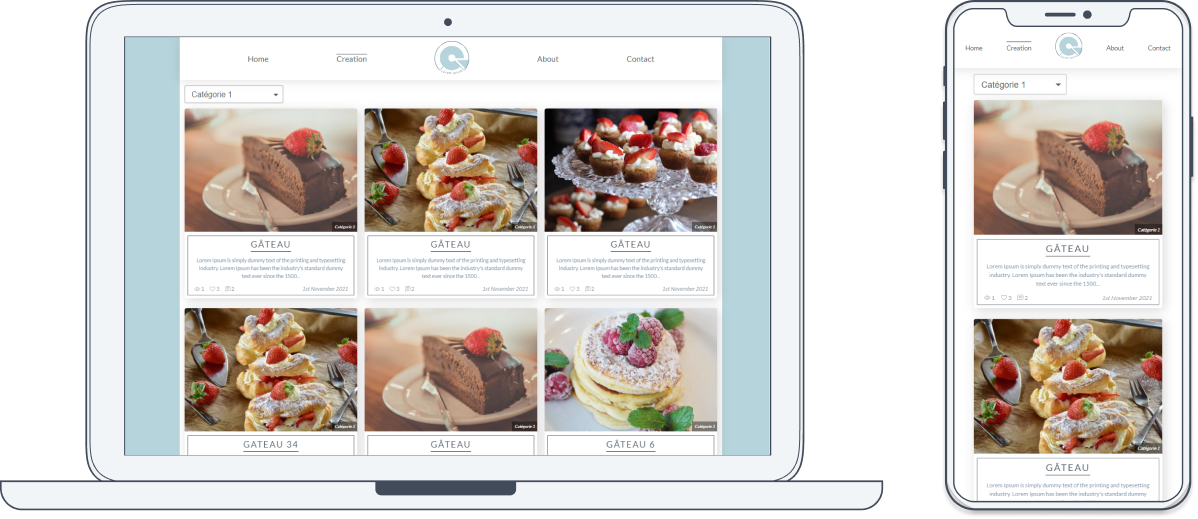 Home
Creation
About
Contact
Catégorie 1
Catégorie 1
Catégorie 1
Catégorie 1
GÂTEAU
Lorem Ipsum is simply dummy text of the printing and typesetting
industry. Lorem Ipsum has been the industry's standard dummy
text ever since the 1500...
1
3
2
1st November 2021
GÂTEAU
Lorem Ipsum is simply dummy text of the printing and typesetting
industry. Lorem Ipsum has been the industry's standard dummy
text ever since the 1500...
1
3
2
1st November 2021
GÂTEAU
Lorem Ipsum is simply dummy text of the printing and typesetting
industry. Lorem Ipsum has been the industry's standard dummy
text ever since the 1500...
1
3
2
1st November 2021
Catégorie 1
Catégorie 1
Catégorie 1
GATEAU 34
GÂTEAU
GÂTEAU 6
Home
Creation
About
Contact
Catégorie 1
Catégorie 1
GÂTEAU
Lorem Ipsum is simply dummy text of the printing and typesetting
industry. Lorem Ipsum has been the industry's standard dummy
text ever since the 1500...
1
3
2
1st November 2021
Catégorie 1
GÂTEAU
Lorem Ipsum is simply dummy text of the printing and typesetting
industry. Lorem Ipsum has been the industry's standard dummy